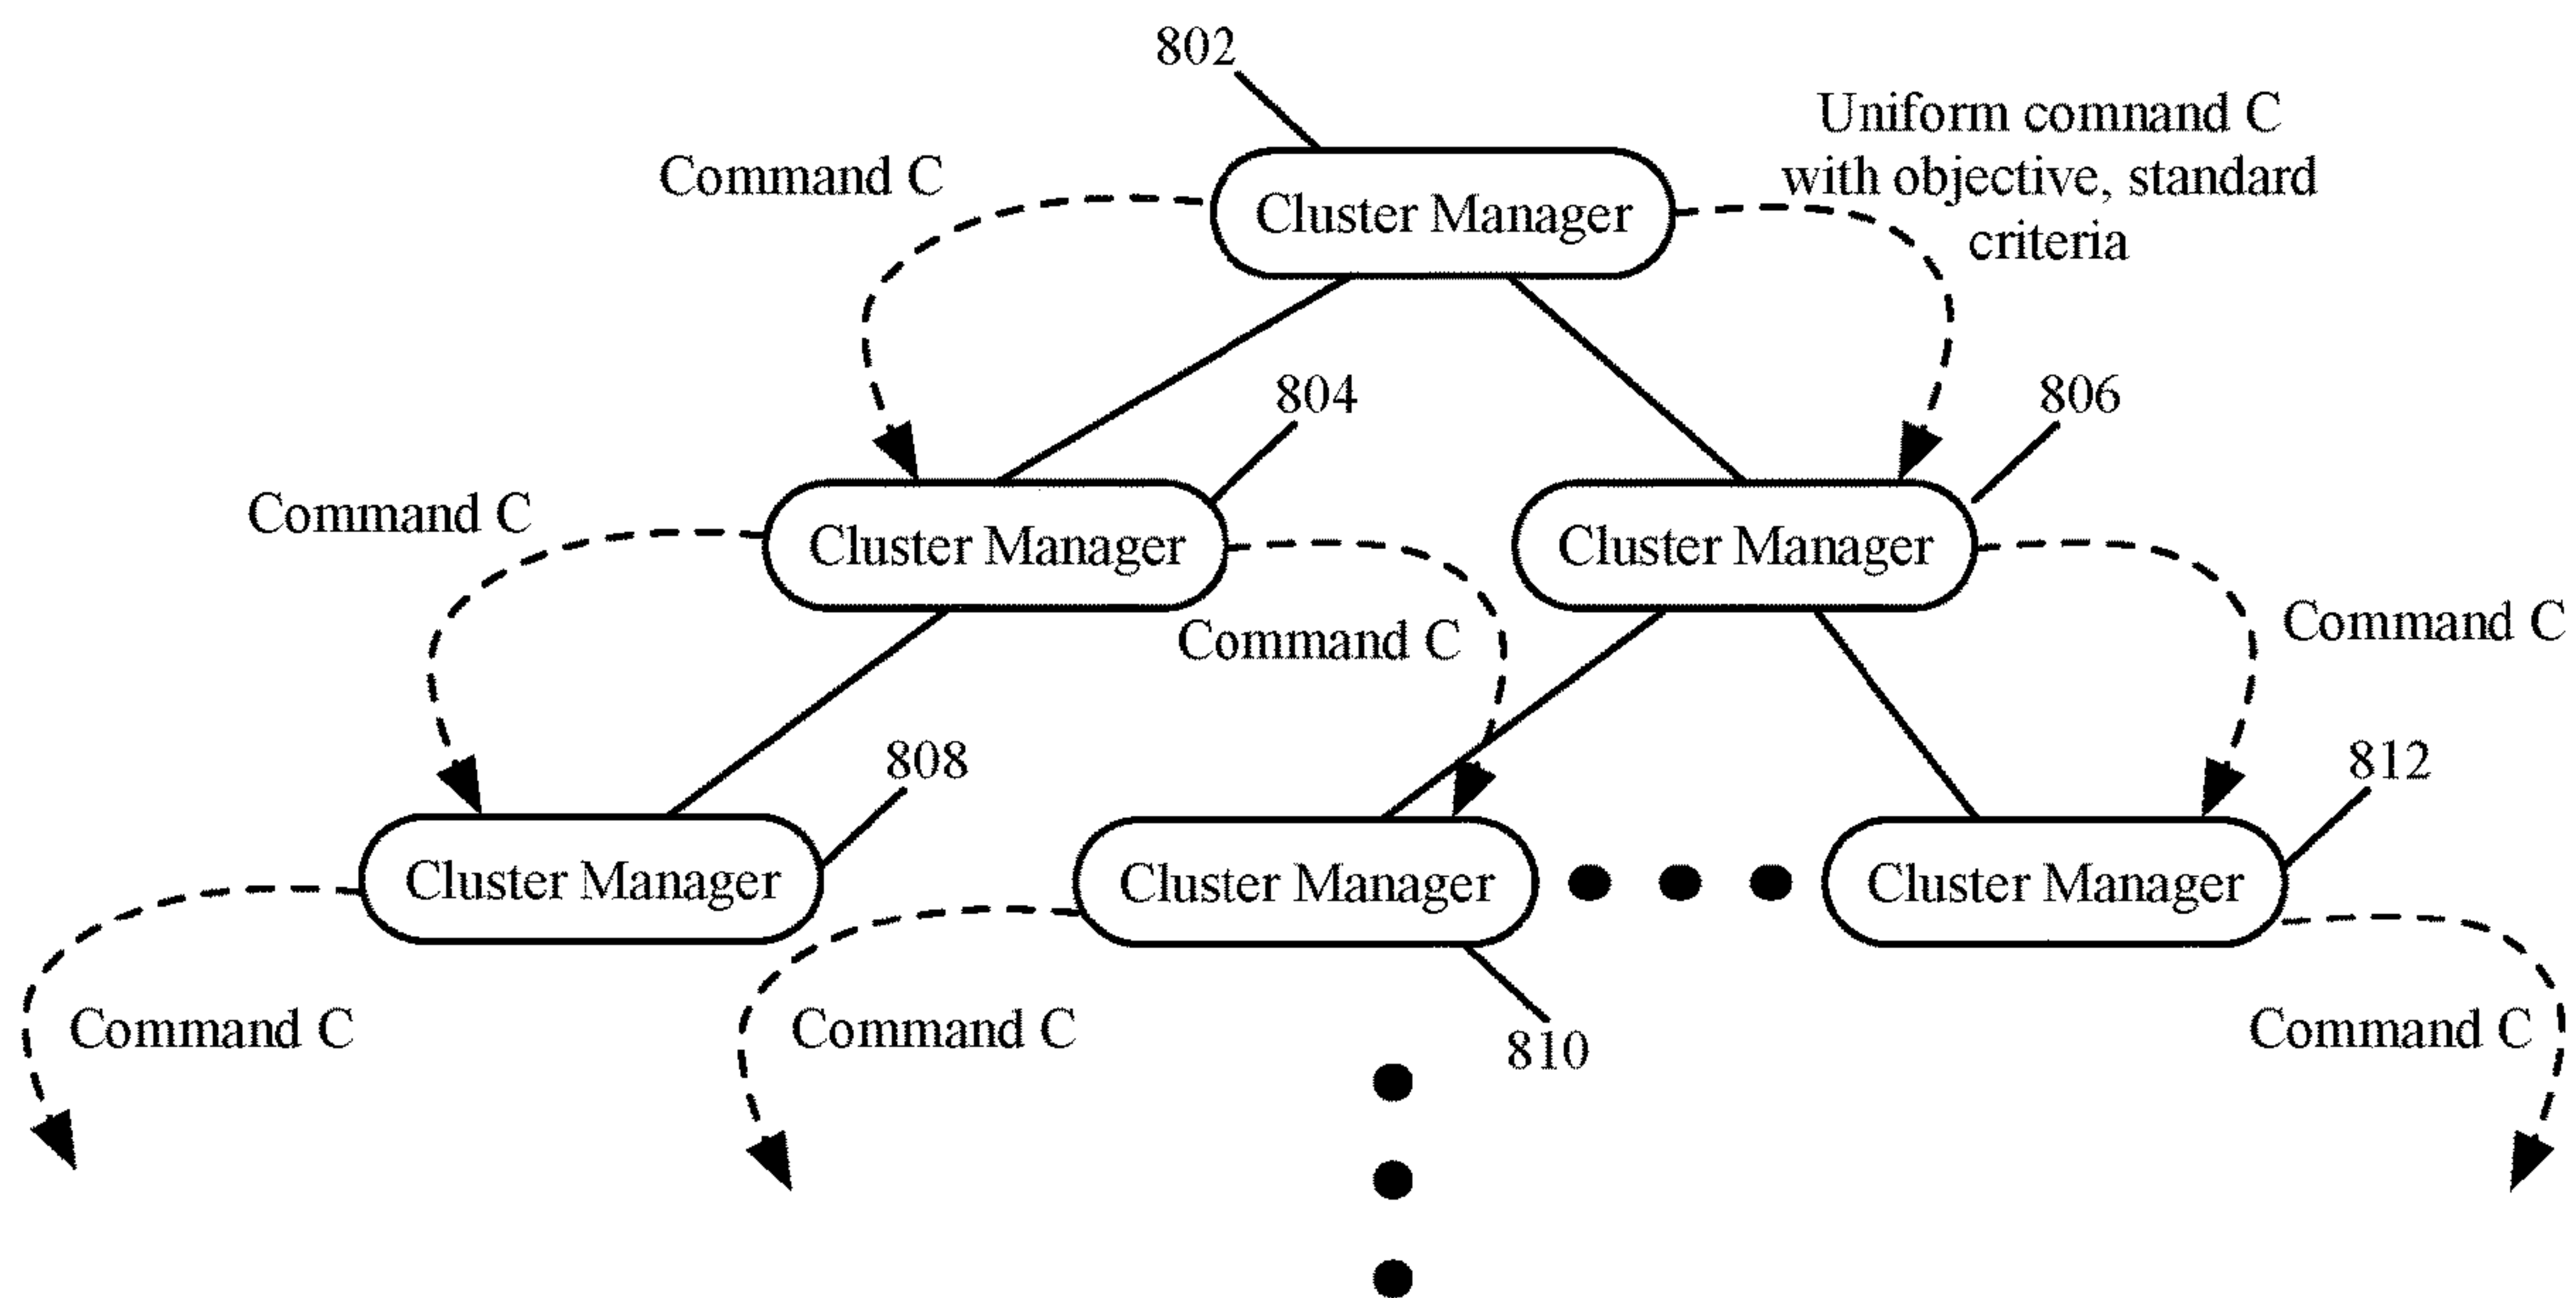 802
Uniform comnand C
with objective, standard
criteria
Command C
Cluster Manager
804
806
Command C
Cluster Manager
Cluster Manager
Command C
Command C
808
812
Cluster Manager
Cluster Manager
Cluster Manager
Command C
Command C
Command C
810